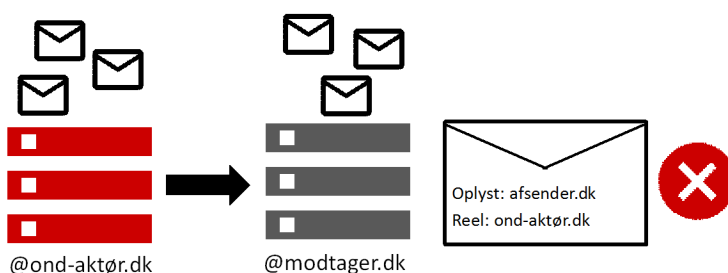 Oplyst: afsender.dk
Reel: ond-aktør.dk
@ond-aktør.dk
@modtager.dk